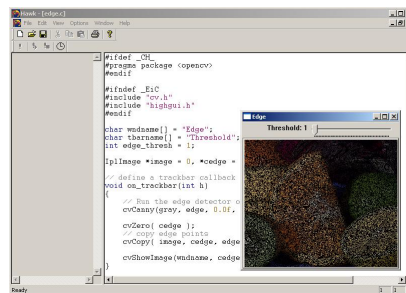 Hawk - [edge.c]
File Edit View Options Window Help
#ifdef _CH_
#pragma package <opencv>
#endif
#ifndef _EiC
#include "cv.h"
#include "highgui.h"
#endif
char wndname[] = "Edge";
char tbarname[] = "Threshold";
int edge_thresh = 1;
IplImage *image = 0, *cedge =
// define a trackbar callback
void on_trackbar(int h)
{
// Run the edge detector o
cvCanny(gray, edge, 0.0f,
cvZero( cedge );
// copy edge points
cvCopy( image, cedge, edge
cvShowImage(wndname, cedge
}
Edge
Threshold: 1
Ready
1 1